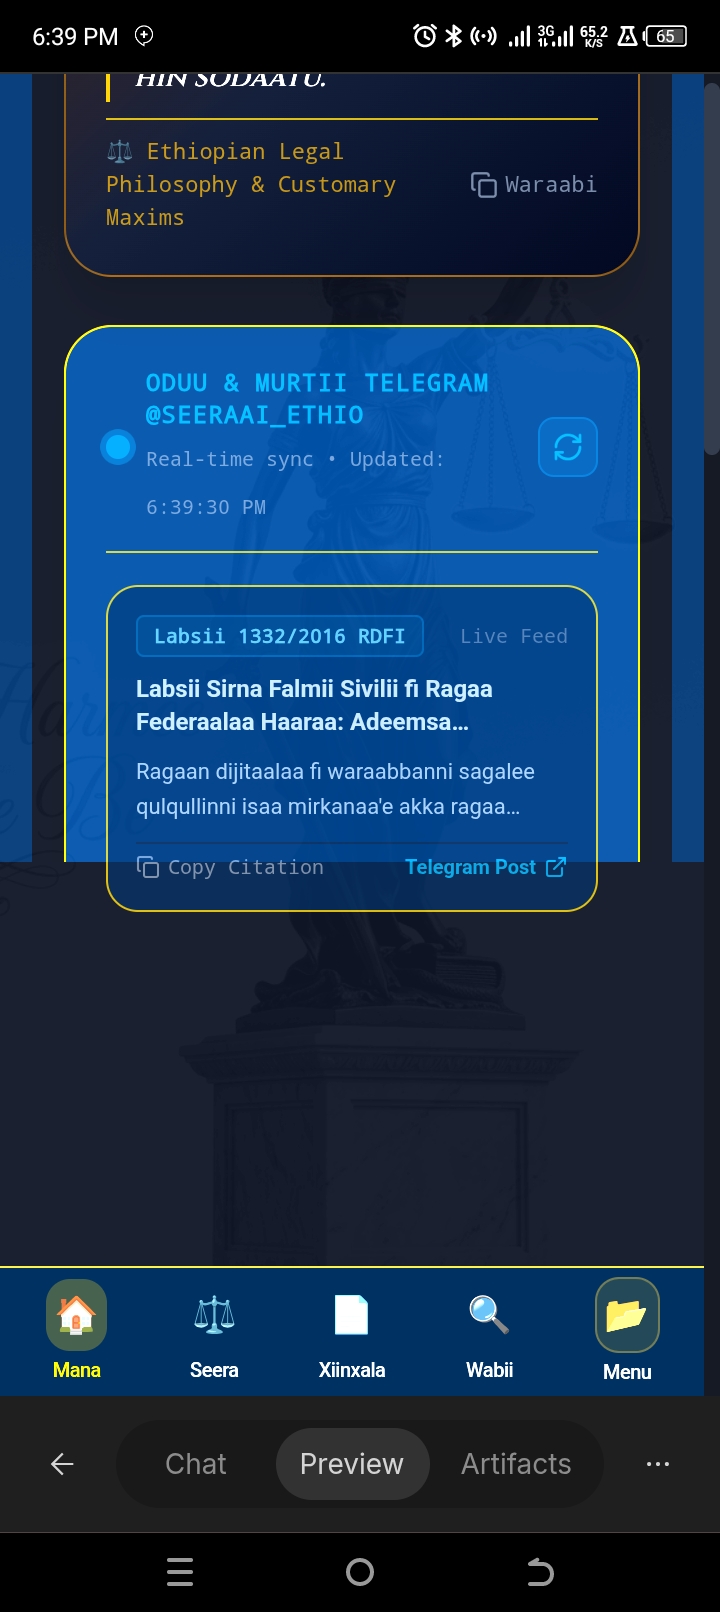 6:39 PM
3G
65.2
K/S
65
HIN SODAATU.
⚖️ Ethiopian Legal
Philosophy & Customary
Maxims
Waraabi
ODUU & MURTII TELEGRAM
@SEERAAI_ETHIO
Real-time sync • Updated:
6:39:30 PM
Labsii 1332/2016 RDFI
Live Feed
Labsii Sirna Falmii Sivilii fi Ragaa
Federaalaa Haaraa: Adeemsa…
Ragaan dijitaalaa fi waraabbanni sagalee
qulqullinni isaa mirkanaa'e akka ragaa…
Copy Citation
Telegram Post
Mana
Seera
Xiinxala
Wabii
Menu
Chat
Preview
Artifacts